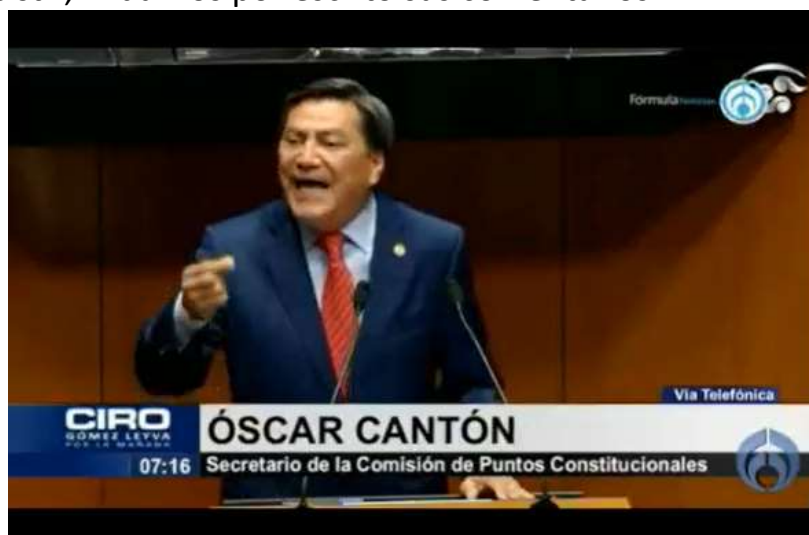 Fórmula
Vía Telefónica
CIRO
GÓMEZ LEYVA
POR LA MAÑANA
ÓSCAR CANTÓN
07:16
Secretario de la Comisión de Puntos Constitucionales